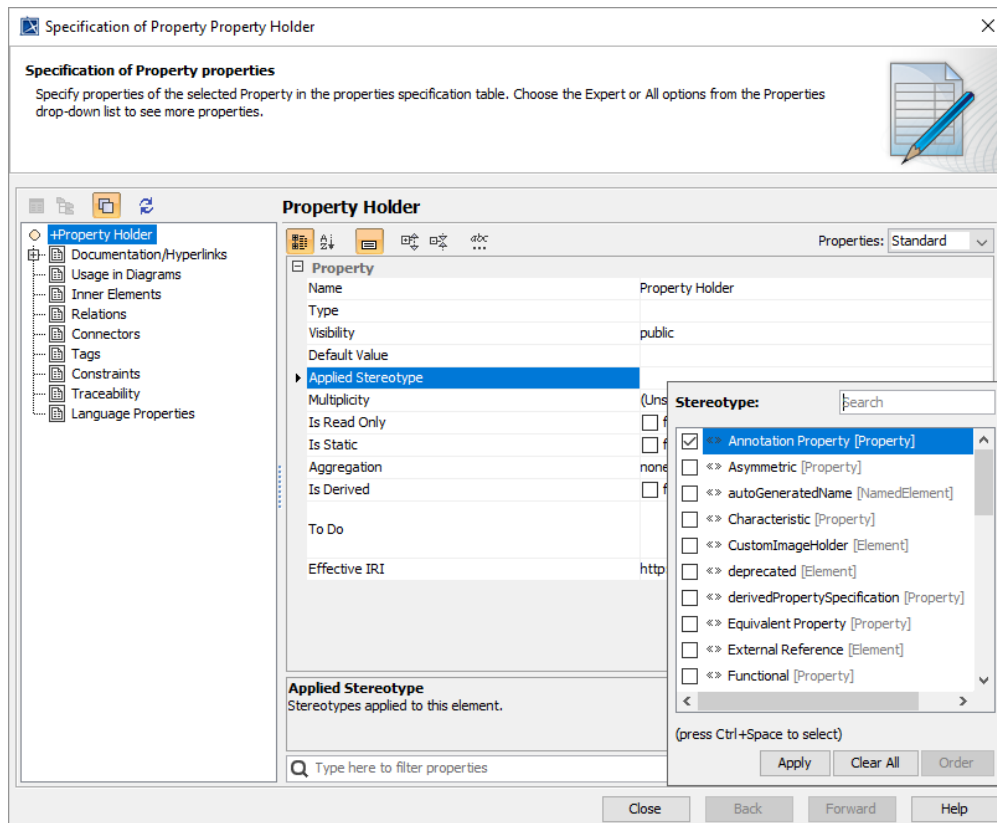 Specification of Property Property Holder
Specification of Property properties
Specify properties of the selected Property in the properties specification table. Choose the Expert or All options from the Properties
drop-down list to see more properties.
+Property Holder
Documentation/Hyperlinks
Usage in Diagrams
Inner Elements
Relations
Connectors
Tags
Constraints
Traceability
Language Properties
Property Holder
Properties: Standard
Property
Name Property Holder
Type
Visibility public
Default Value
Applied Stereotype
Multiplicity (Uns
Is Read Only f
Is Static f
Aggregation none
Is Derived f
To Do
Effective IRI http:
Applied Stereotype
Stereotypes applied to this element.
Type here to filter properties
Stereotype: Search
«» Annotation Property [Property]
«» Asymmetric [Property]
«» autoGeneratedName [NamedElement]
«» Characteristic [Property]
«» CustomImageHolder [Element]
«» deprecated [Element]
«» derivedPropertySpecification [Property]
«» Equivalent Property [Property]
«» External Reference [Element]
«» Functional [Property]
(press Ctrl+Space to select)
Apply Clear All Order
Close Back Forward Help